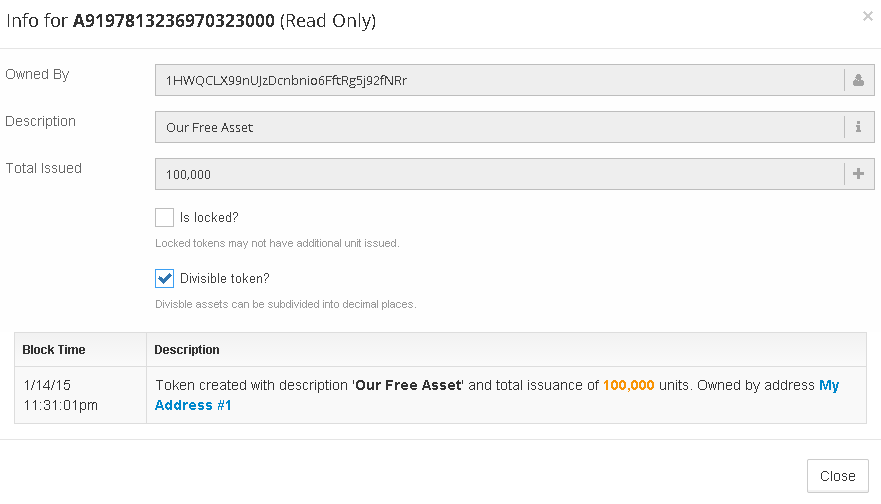 Info for A9197813236970323000 (Read Only)
×
Owned By
1HWQCLX99nUJzDcnbnio6FftRg5j92fNRr
Description
Our Free Asset
Total Issued
100,000
Is locked?
Locked tokens may not have additional unit issued.
Divisible token?
Divisble assets can be subdivided into decimal places.
Block Time Description
1/14/15
11:31:01pm
Token created with description 'Our Free Asset' and total issuance of 100,000 units. Owned by address My
Address #1
Close